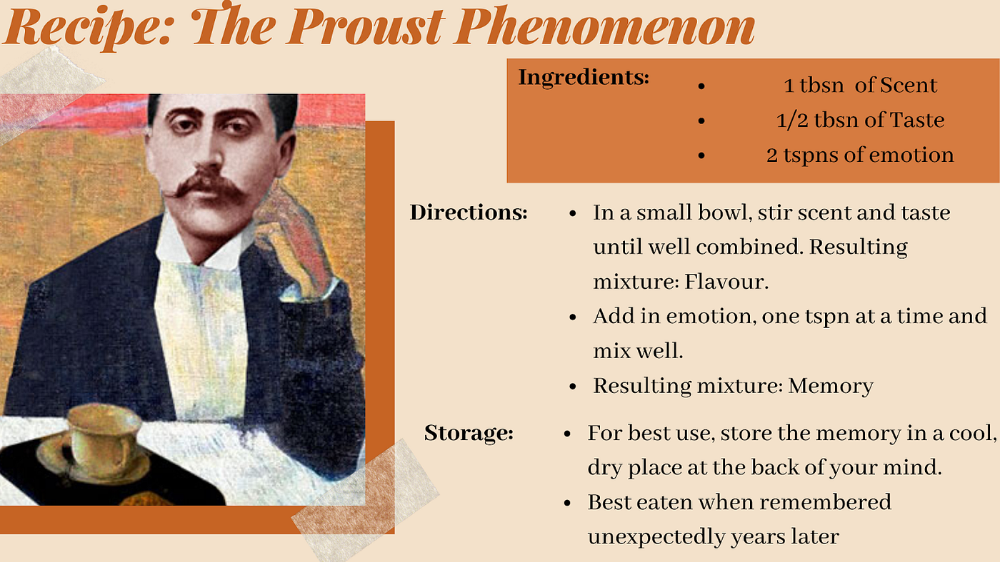 Recipe: The Proust Phenomenon
Ingredients:
• 1 tbsn of Scent
• 1/2 tbsn of Taste
• 2 tspns of emotion
Directions:
• In a small bowl, stir scent and taste
until well combined. Resulting
mixture: Flavour.
• Add in emotion, one tspn at a time and
mix well.
• Resulting mixture: Memory
Storage:
• For best use, store the memory in a cool,
dry place at the back of your mind.
• Best eaten when remembered
unexpectedly years later